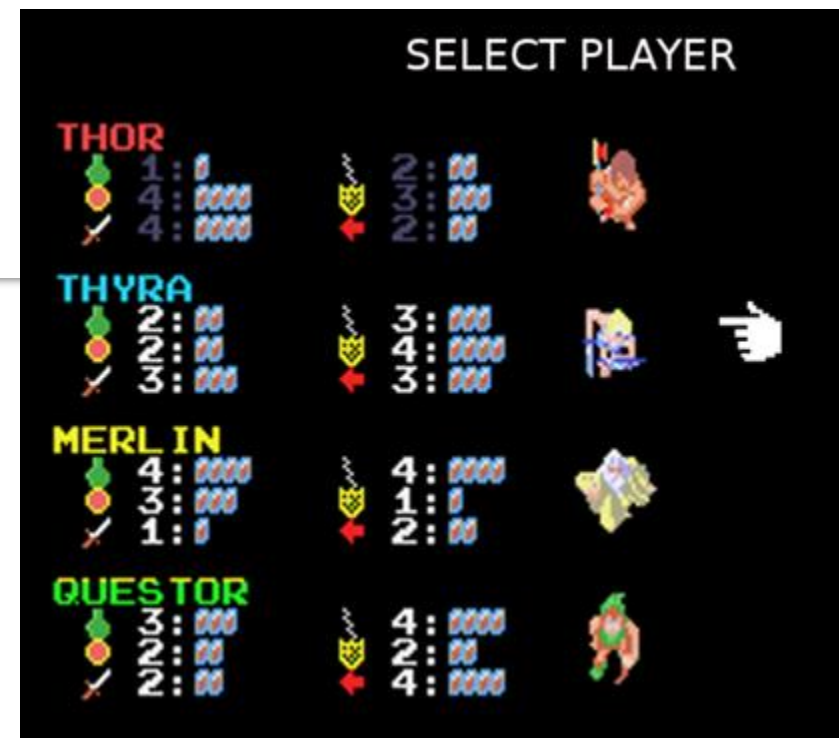 SELECT PLAYER
THOR
1: 2:
4: 3:
4: 2:
THYRA
2: 3:
2: 4:
3: 3:
MERLIN
4: 4:
3: 1:
1: 2:
QUESTOR
3: 4:
2: 2:
2: 4: